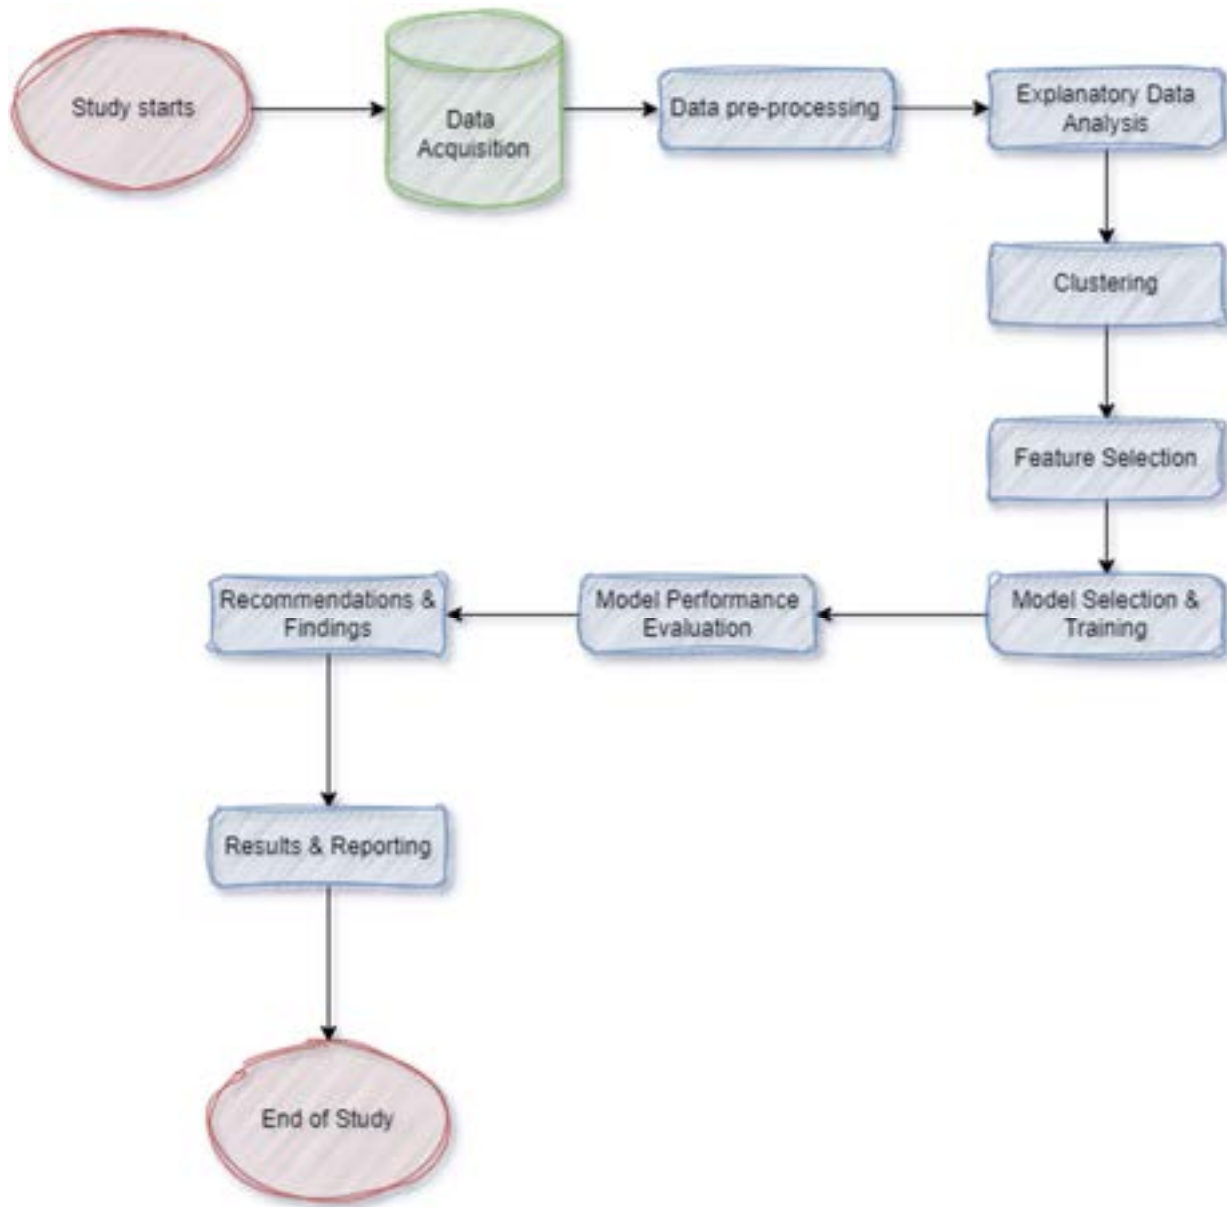 Study starts
Data
Acquisition
Data pre-processing
Explanatory Data
Analysis
Clustering
Feature Selection
Model Selection &
Training
Model Performance
Evaluation
Recommendations &
Findings
Results & Reporting
End of Study